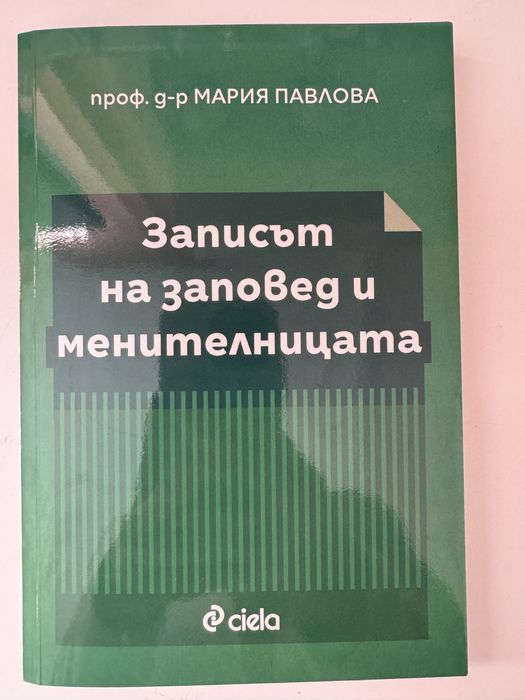 проф. д-р МАРИЯ ПАВЛОВА
Записът
на заповед и
менителницата
ciela